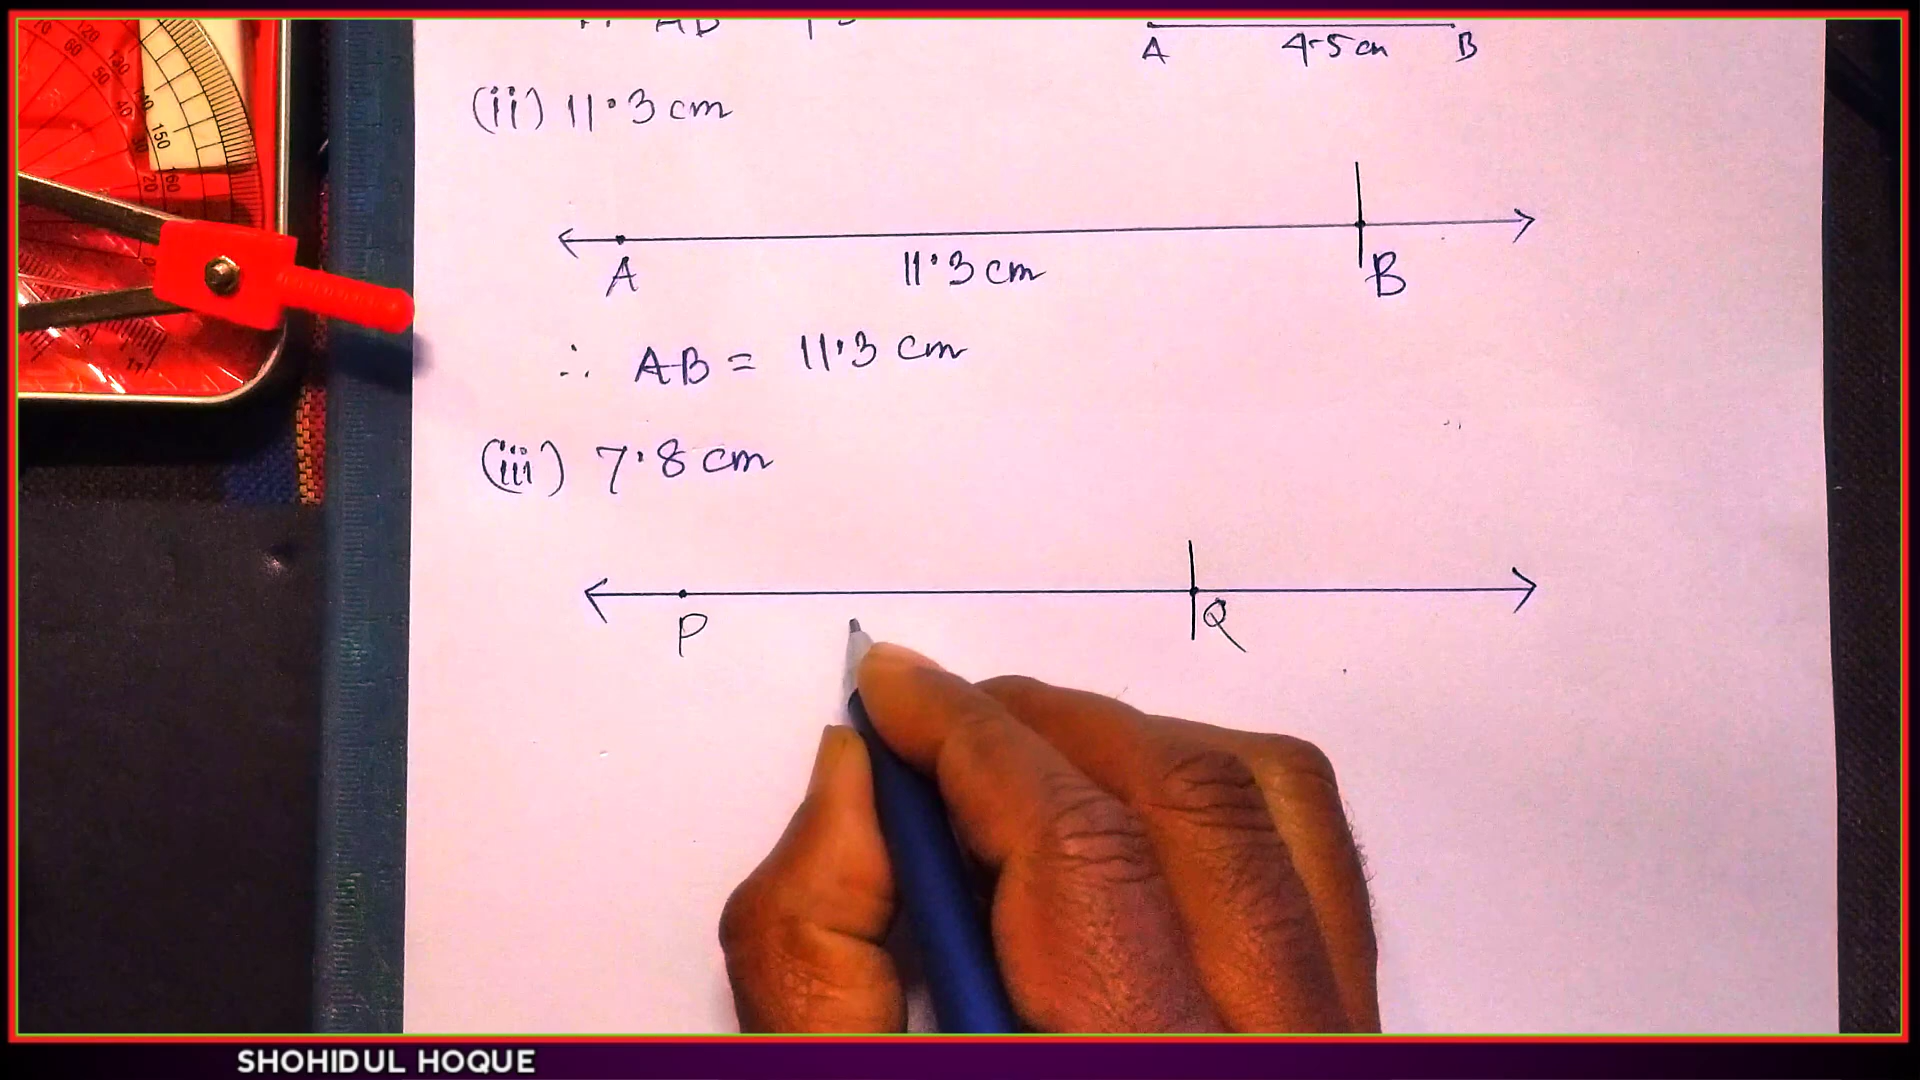 A 4.5 cm B
(ii) 11.3 cm
A 11.3 cm B
∴ AB = 11.3 cm
(iii) 7.8 cm
P Q
SHOHIDUL HOQUE